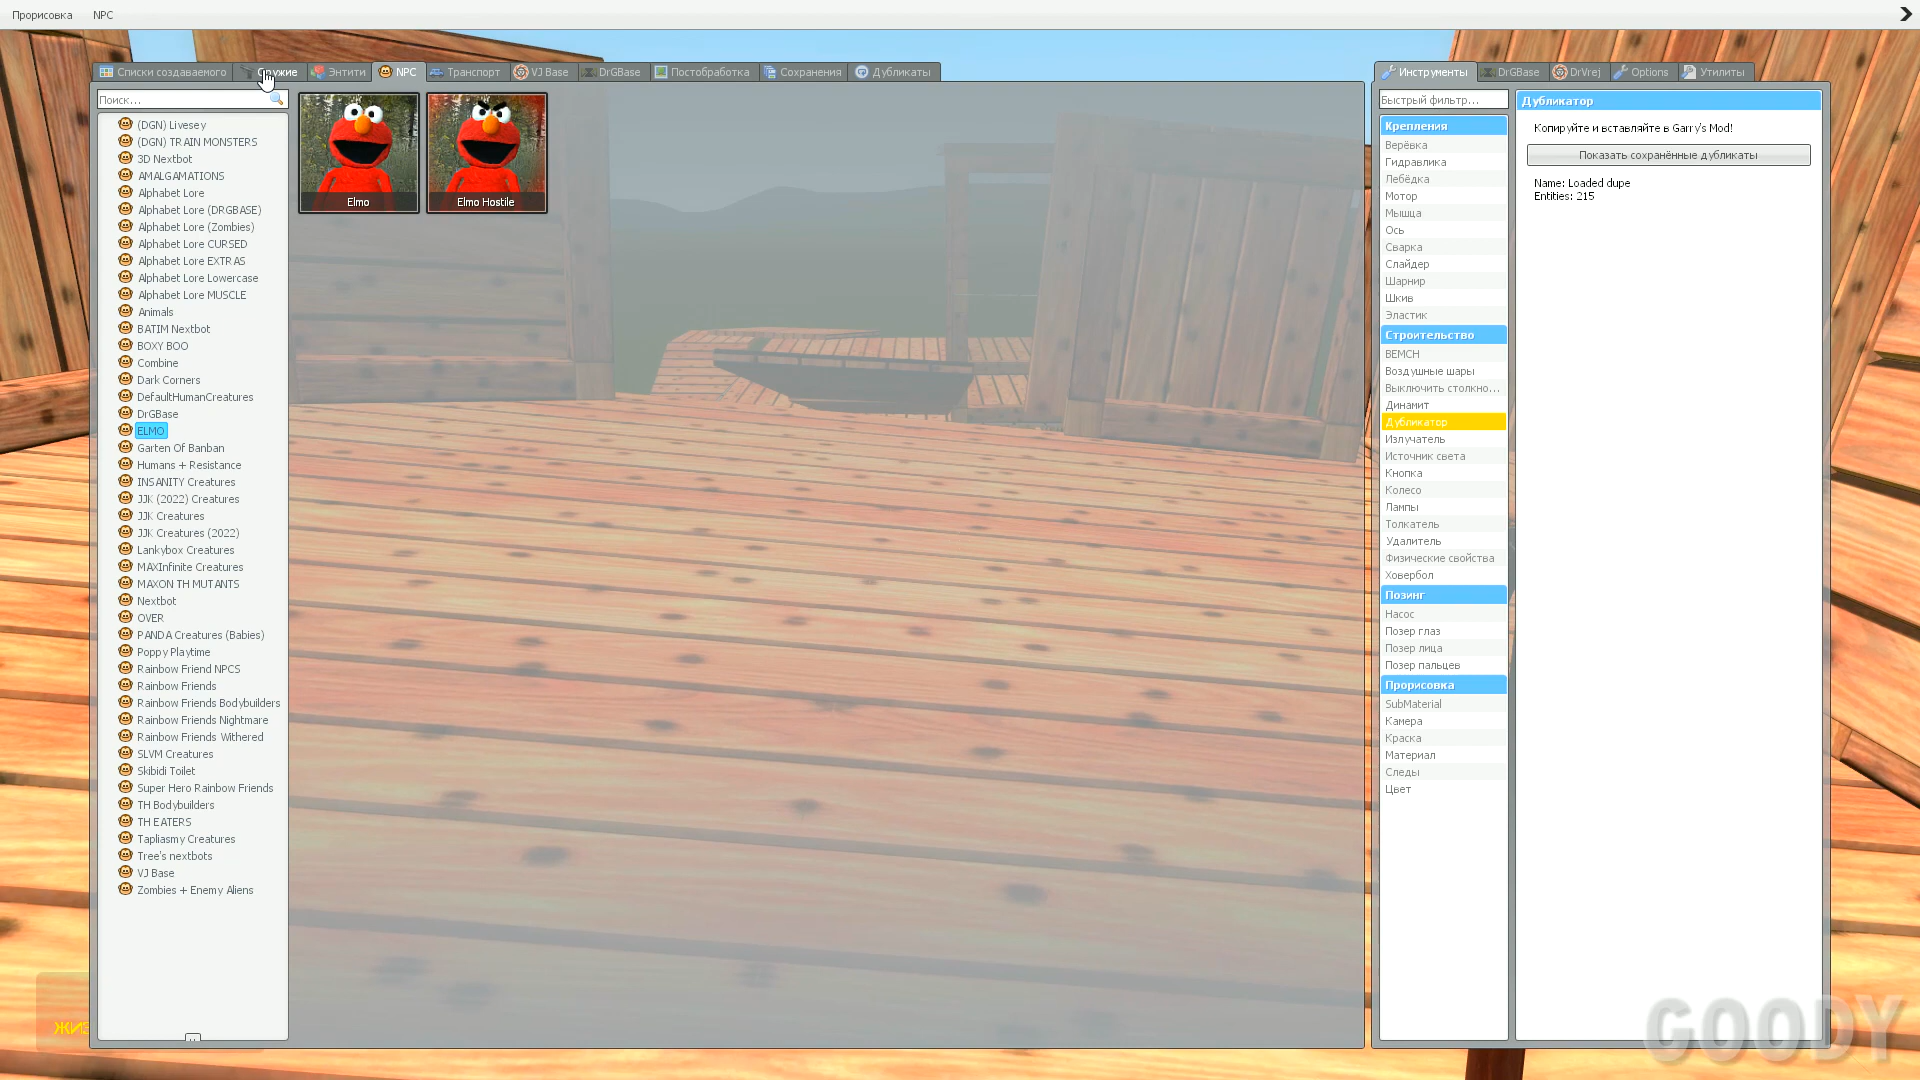 Прорисовка NPC
Списки создаваемого Оружие Энтити NPC Транспорт VJ Base DrGBase Постобработка Сохранения Дубликаты
Поиск...
(DGN) Livesey
(DGN) TRAIN MONSTERS
3D Nextbot
AMALGAMATIONS
Alphabet Lore
Alphabet Lore (DRGBASE)
Alphabet Lore (Zombies)
Alphabet Lore CURSED
Alphabet Lore EXTRAS
Alphabet Lore Lowercase
Alphabet Lore MUSCLE
Animals
BATIM Nextbot
BOXY BOO
Combine
Dark Corners
DefaultHumanCreatures
DrGBase
ELMO
Garten Of Banban
Humans + Resistance
INSANITY Creatures
JJK (2022) Creatures
JJK Creatures
JJK Creatures (2022)
Lankybox Creatures
MAXInfinite Creatures
MAXON TH MUTANTS
Nextbot
OVER
PANDA Creatures (Babies)
Poppy Playtime
Rainbow Friend NPCS
Rainbow Friends
Rainbow Friends Bodybuilders
Rainbow Friends Nightmare
Rainbow Friends Withered
SLVM Creatures
Skibidi Toilet
Super Hero Rainbow Friends
TH Bodybuilders
TH EATERS
Tapliasmy Creatures
Tree's nextbots
VJ Base
Zombies + Enemy Aliens
Elmo
Elmo Hostile
Инструменты DrGBase DrVrej Options Утилиты
Быстрый фильтр...
Крепления
Верёвка
Гидравлика
Лебёдка
Мотор
Мышца
Ось
Сварка
Слайдер
Шарнир
Шкив
Эластик
Строительство
BEMCH
Воздушные шары
Выключить столкно...
Динамит
Дубликатор
Излучатель
Источник света
Кнопка
Колесо
Лампы
Толкатель
Удалитель
Физические свойства
Ховербол
Позинг
Насос
Позер глаз
Позер лица
Позер пальцев
Прорисовка
SubMaterial
Камера
Краска
Материал
Следы
Цвет
Дубликатор
Копируйте и вставляйте в Garry's Mod!
Показать сохранённые дубликаты
Name: Loaded dupe
Entities: 215
GOODY